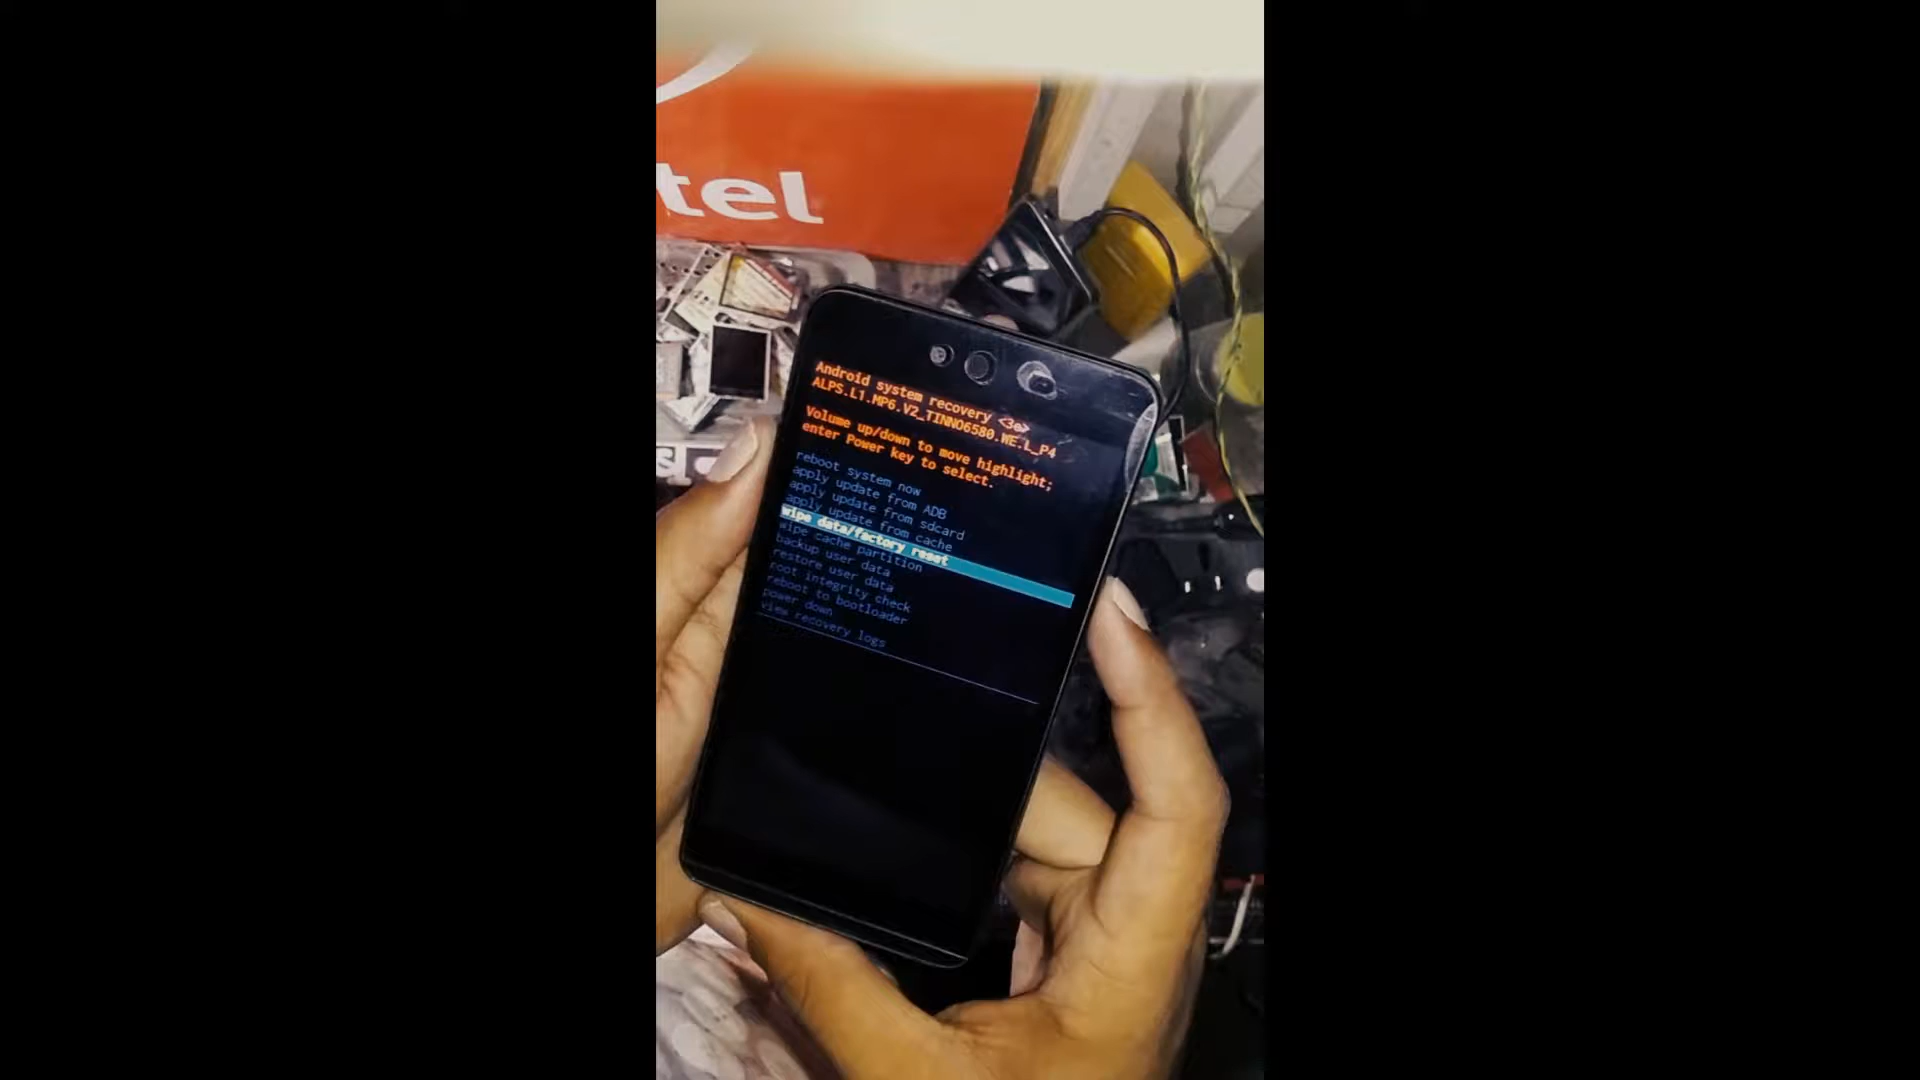 tel
Android system recovery <3e>
ALPS.L1.MP6.V2_TINNO6580.WE.L_P4
Volume up/down to move highlight;
enter Power key to select.
reboot system now
apply update from ADB
apply update from sdcard
apply update from cache
wipe data/factory reset
wipe cache partition
backup user data
restore user data
root integrity check
reboot to bootloader
power down
view recovery logs